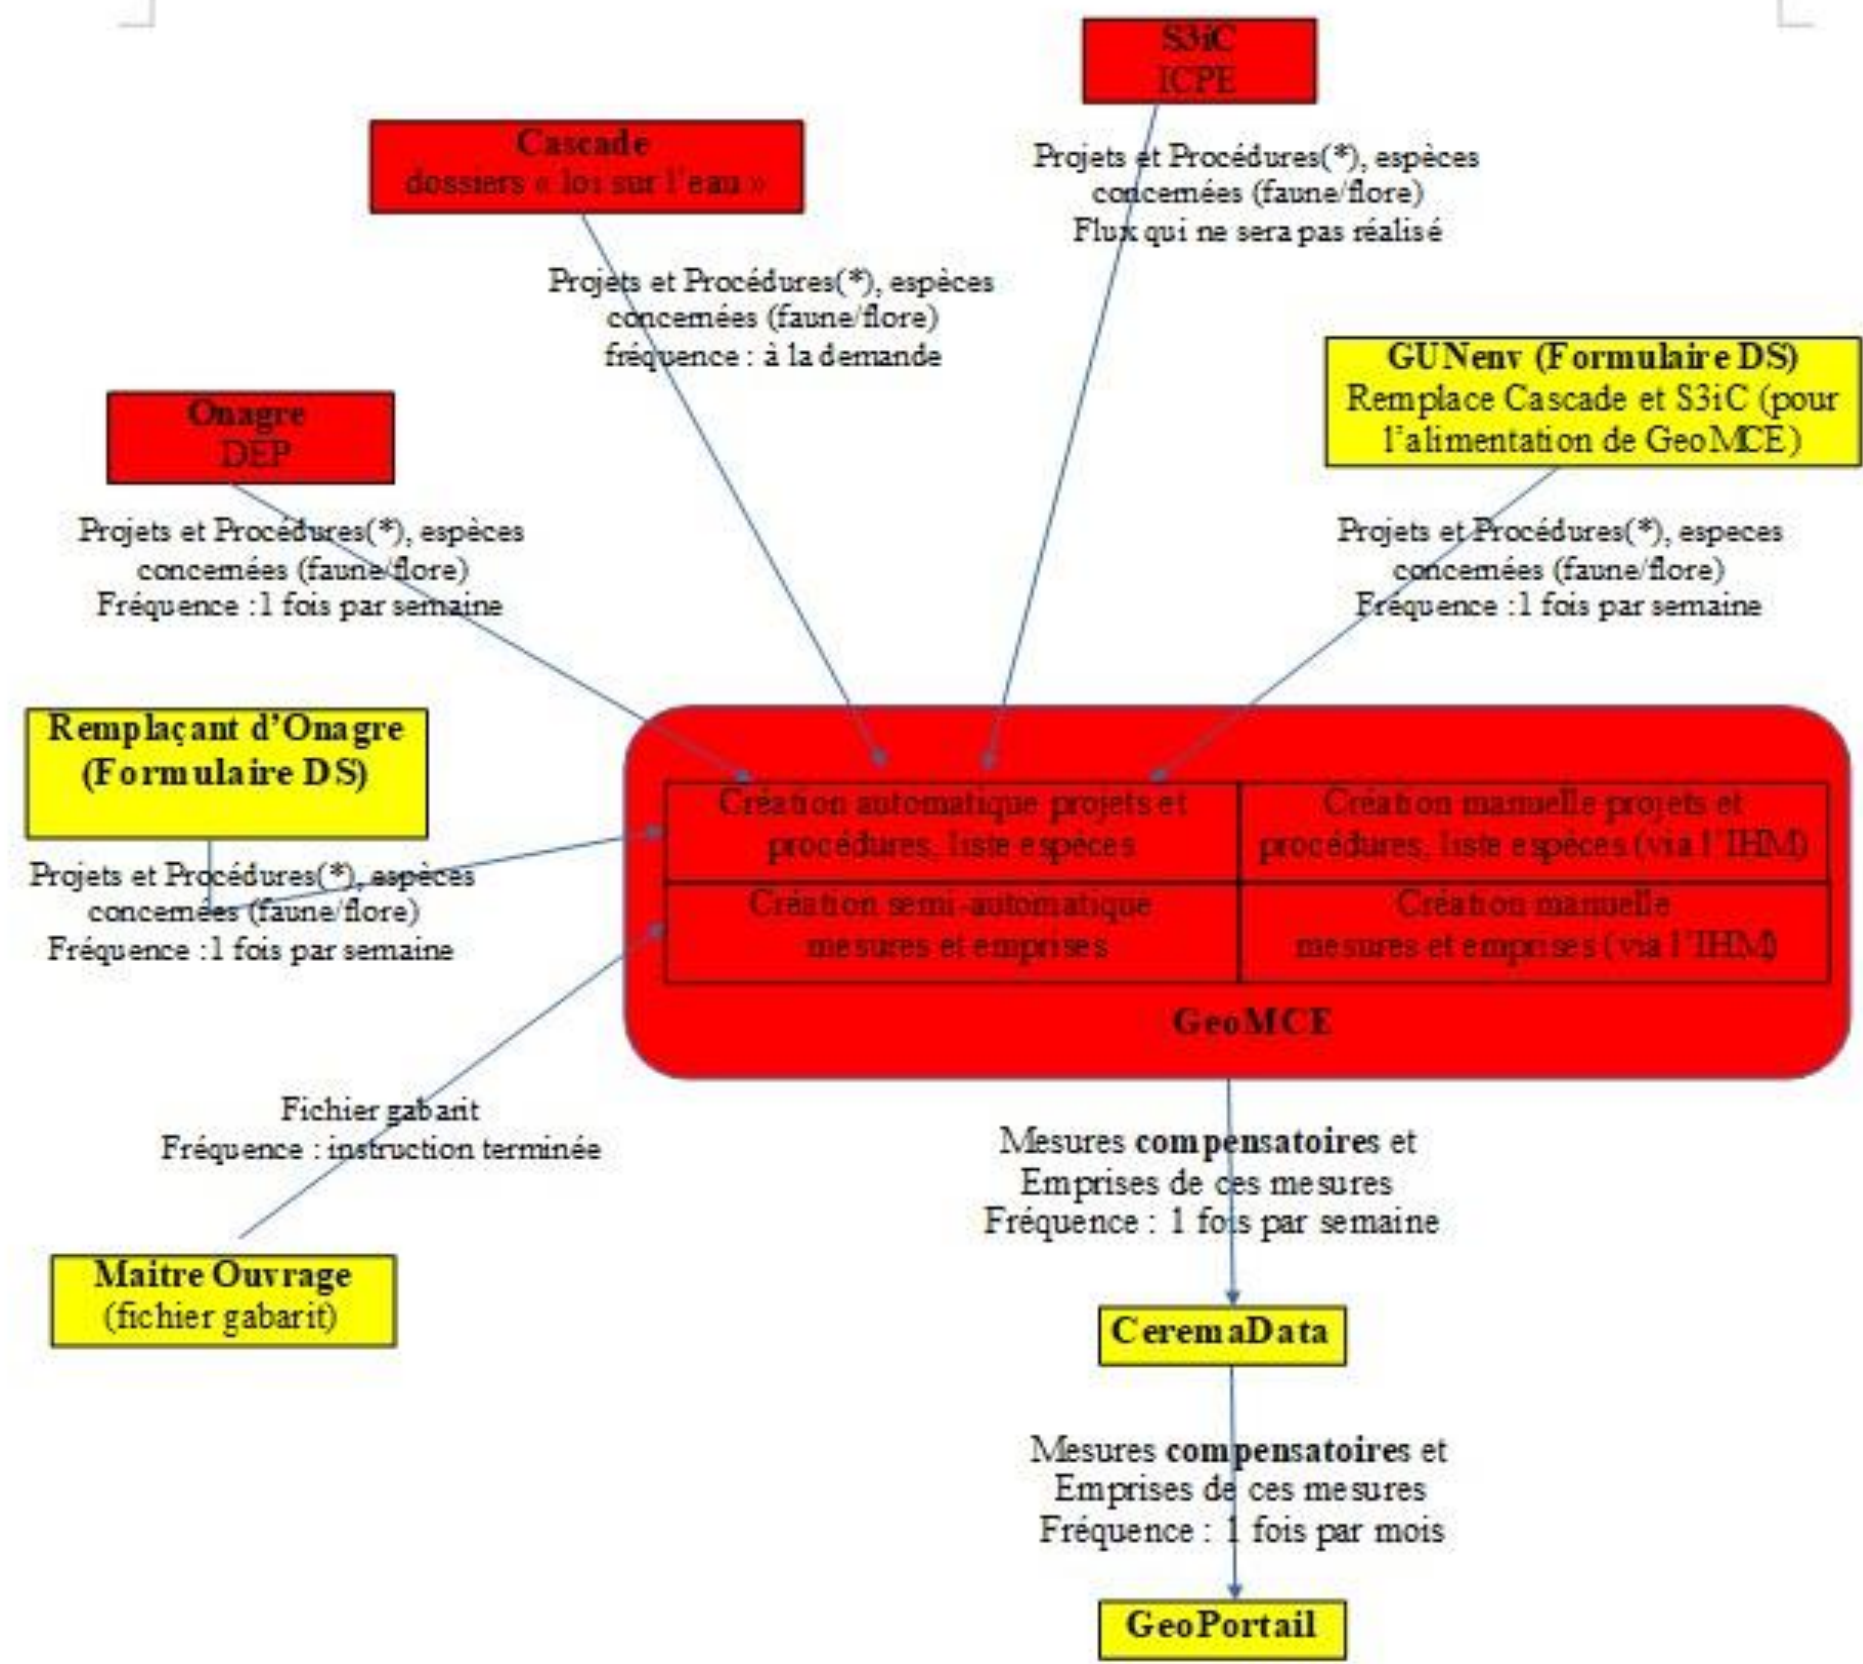 S3iC
ICPE
Cascade
dossiers « loi sur l'eau »
Projets et Procédures(*), espèces
concernées (faune/flore)
Flux qui ne sera pas réalisé
Projets et Procédures(*), espèces
concernées (faune/flore)
fréquence : à la demande
GUNenv (Formulaire DS)
Remplace Cascade et S3iC (pour
l'alimentation de GeoMCE)
Onagre
DEP
Projets et Procédures(*), espèces
concernées (faune/flore)
Fréquence :1 fois par semaine
Projets et Procédures(*), especes
concernées (faune/flore)
Fréquence :1 fois par semaine
Remplaçant d'Onagre
(Formulaire DS)
Projets et Procédures(*), espèces
concernées (faune/flore)
Fréquence :1 fois par semaine
Création automatique projets et
procédures, liste espèces
Création manuelle projets et
procédures, liste espèces (via l'IHM)
Création semi-automatique
mesures et emprises
Création manuelle
mesures et emprises (via l'IHM)
GeoMCE
Fichier gabarit
Fréquence : instruction terminée
Mesures compensatoires et
Emprises de ces mesures
Fréquence : 1 fois par semaine
Maitre Ouvrage
(fichier gabarit)
CeremaData
Mesures compensatoires et
Emprises de ces mesures
Fréquence : 1 fois par mois
GeoPortail